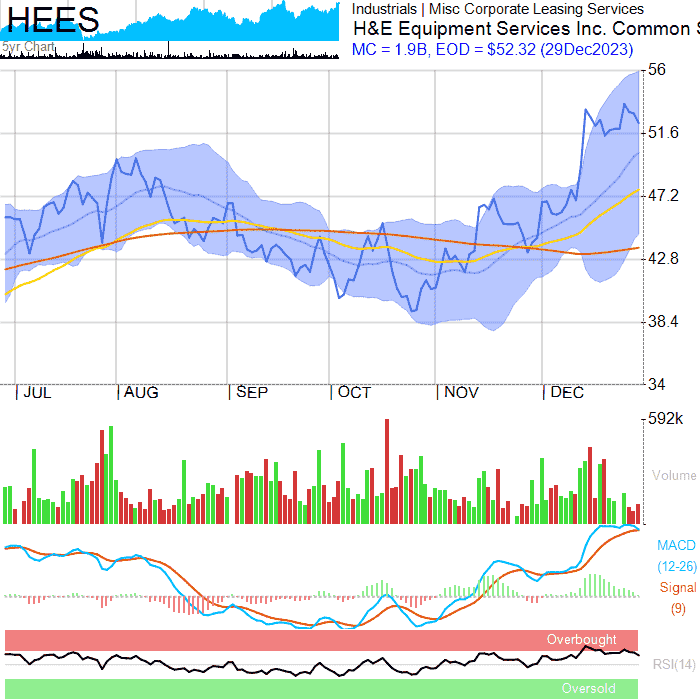 HEES
5yr Chart
Industrials | Misc Corporate Leasing Services
H&E Equipment Services Inc. Common S
MC = 1.9B, EOD = $52.32 (29Dec2023)
56
51.6
47.2
42.8
38.4
34
JUL AUG SEP OCT NOV DEC
592k
Volume
MACD
(12-26)
Signal
(9)
Overbought
RSI(14)
Oversold